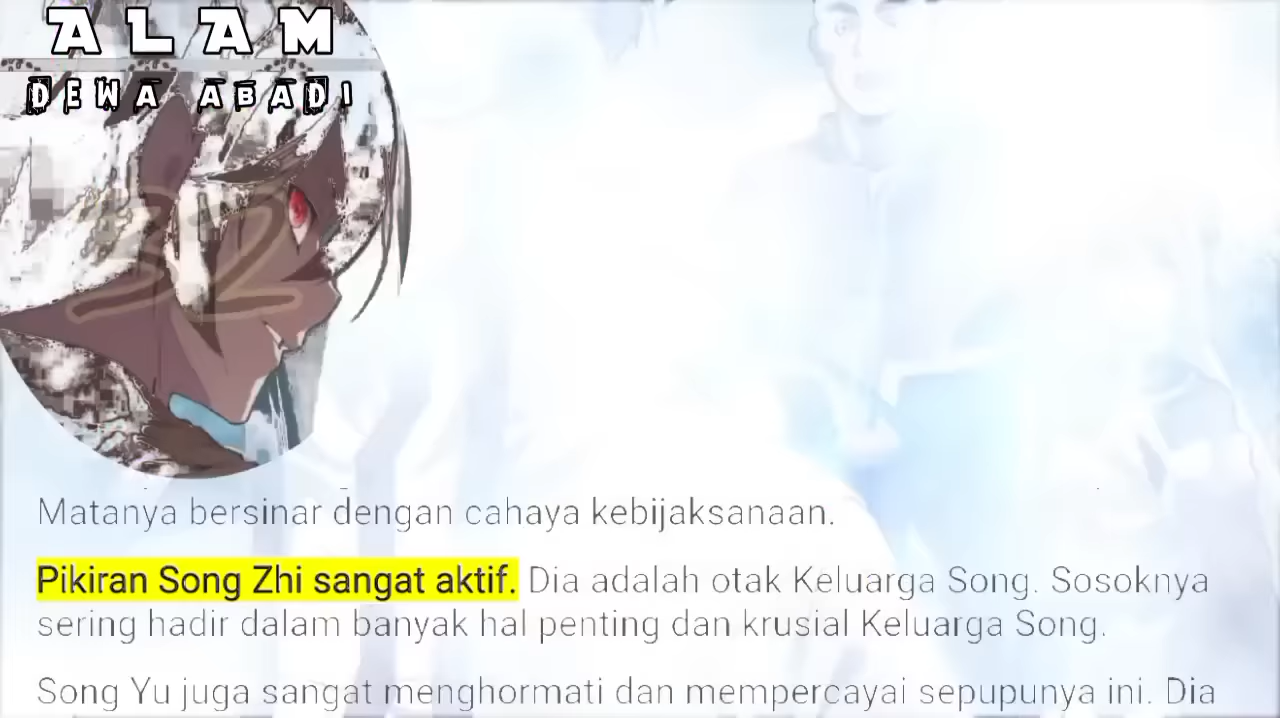 ALAM
DEWA ABADI
32
Matanya bersinar dengan cahaya kebijaksanaan.
Pikiran Song Zhi sangat aktif. Dia adalah otak Keluarga Song. Sosoknya
sering hadir dalam banyak hal penting dan krusial Keluarga Song.
Song Yu juga sangat menghormati dan mempercayai sepupunya ini. Dia